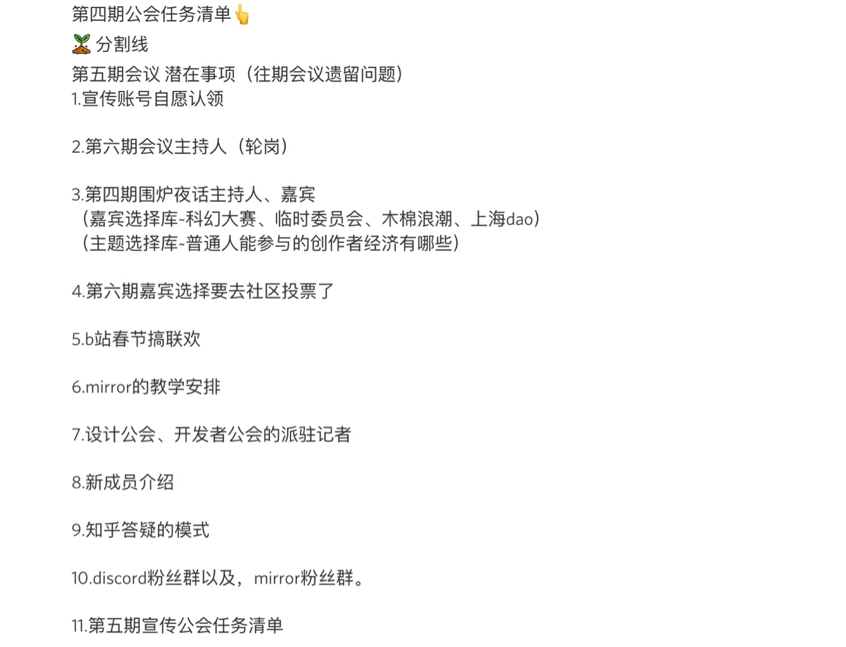 第四期公会任务清单👆
🌱 分割线
第五期会议 潜在事项（往期会议遗留问题）
1.宣传账号自愿认领
2.第六期会议主持人（轮岗）
3.第四期围炉夜话主持人、嘉宾
（嘉宾选择库~科幻大赛、临时委员会、木棉浪潮、上海dao）
（主题选择库~普通人能参与的创作者经济有哪些）
4.第六期嘉宾选择要去社区投票了
5.b站春节搞联欢
6.mirror的教学安排
7.设计公会、开发者公会的派驻记者
8.新成员介绍
9.知乎答疑的模式
10.discord粉丝群以及，mirror粉丝群。
11.第五期宣传公会任务清单